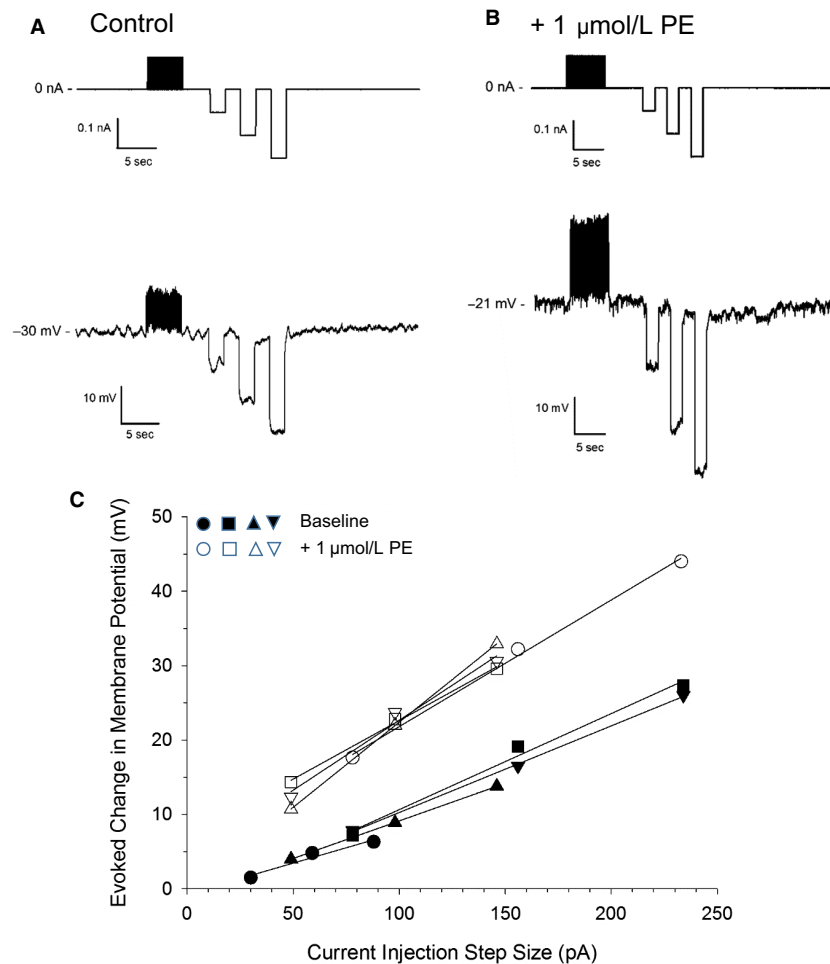 A Control
0 nA -
0.1 nA
5 sec
–30 mV -
10 mV
5 sec
B + 1 µmol/L PE
0 nA -
0.1 nA
5 sec
–21 mV -
10 mV
5 sec
C
Evoked Change in Membrane Potential (mV)
50
40
30
20
10
0
Baseline
+ 1 µmol/L PE
0 50 100 150 200 250
Current Injection Step Size (pA)